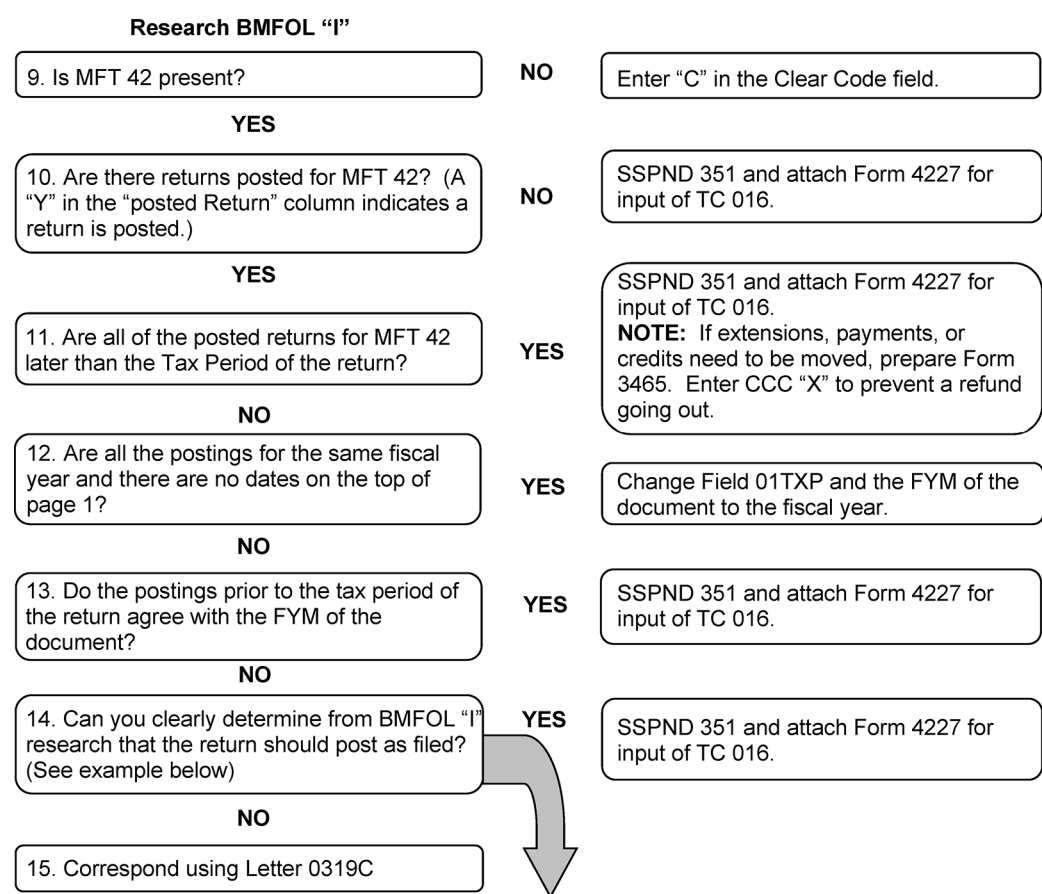 Research BMFOL “I”
9. Is MFT 42 present?
NO
Enter “C” in the Clear Code field.
YES
10. Are there returns posted for MFT 42? (A
“Y” in the “posted Return” column indicates a
return is posted.)
NO
SSPND 351 and attach Form 4227 for
input of TC 016.
YES
11. Are all of the posted returns for MFT 42
later than the Tax Period of the return?
YES
SSPND 351 and attach Form 4227 for
input of TC 016.
NOTE: If extensions, payments, or
credits need to be moved, prepare Form
3465. Enter CCC “X” to prevent a refund
going out.
NO
12. Are all the postings for the same fiscal
year and there are no dates on the top of
page 1?
YES
Change Field 01TXP and the FYM of the
document to the fiscal year.
NO
13. Do the postings prior to the tax period of
the return agree with the FYM of the
document?
YES
SSPND 351 and attach Form 4227 for
input of TC 016.
NO
14. Can you clearly determine from BMFOL “I”
research that the return should post as filed?
(See example below)
YES
SSPND 351 and attach Form 4227 for
input of TC 016.
NO
15. Correspond using Letter 0319C